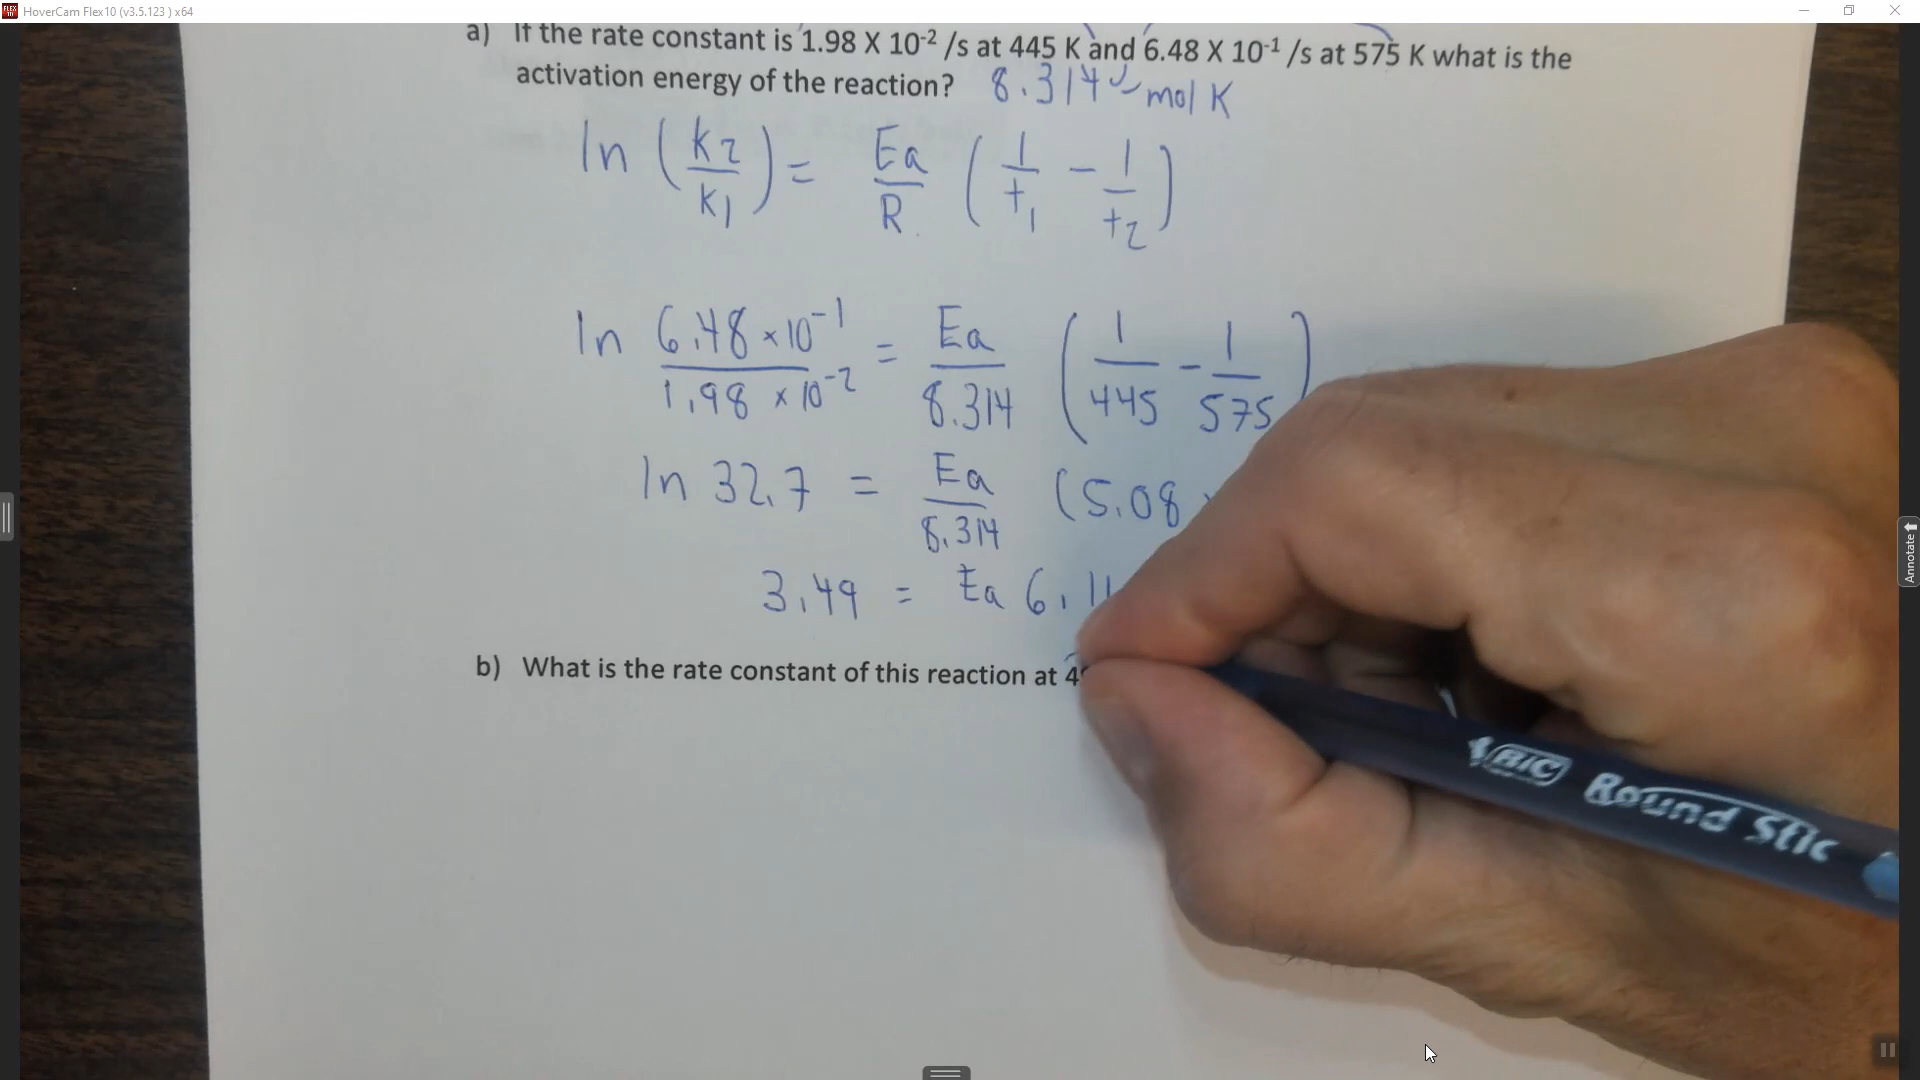 HoverCam Flex10 (v3.5.123 ) x64
a) If the rate constant is 1.98 X 10⁻² /s at 445 K and 6.48 X 10⁻¹ /s at 575 K what is the
activation energy of the reaction? 8.314 J mol K
ln (k2/k1) = Ea/R (1/t1 - 1/t2)
ln 6.48 x 10⁻¹ / 1.98 x 10⁻² = Ea/8.314 (1/445 - 1/575)
ln 32.7 = Ea/8.314 (5.08
3.49 = Ea 6.11
b) What is the rate constant of this reaction at
BIC Round Stic
Annotate